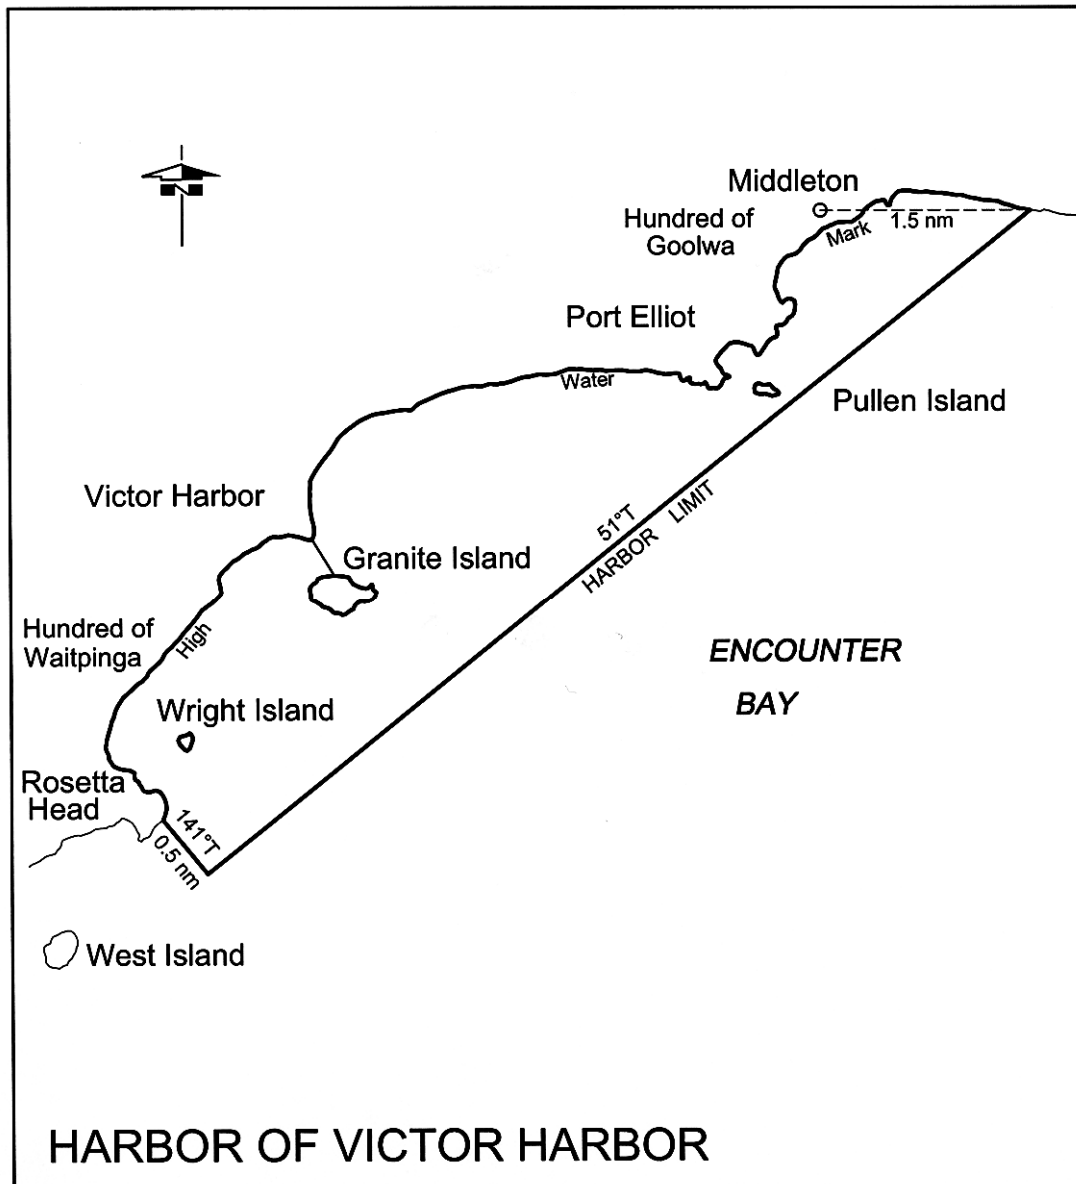 N
Middleton
Hundred of
Goolwa
1.5 nm
Mark
Port Elliot
Water
Pullen Island
Victor Harbor
51°T
HARBOR LIMIT
Granite Island
Hundred of
Waitpinga
High
ENCOUNTER
BAY
Wright Island
Rosetta
Head
141°T
0.5 nm
West Island
HARBOR OF VICTOR HARBOR